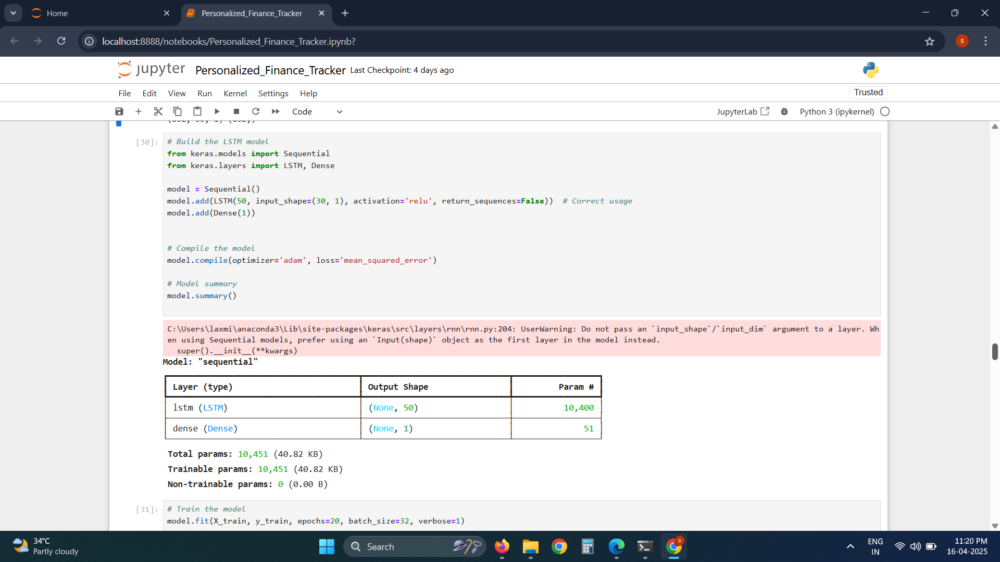 Home
Personalized_Finance_Tracker
localhost:8888/notebooks/Personalized_Finance_Tracker.ipynb?
S
jupyter Personalized_Finance_Tracker Last Checkpoint: 4 days ago
File Edit View Run Kernel Settings Help
Trusted
Code
JupyterLab
Python 3 (ipykernel)
[30]:
# Build the LSTM model
from keras.models import Sequential
from keras.layers import LSTM, Dense
model = Sequential()
model.add(LSTM(50, input_shape=(30, 1), activation='relu', return_sequences=False))  # Correct usage
model.add(Dense(1))
# Compile the model
model.compile(optimizer='adam', loss='mean_squared_error')
# Model summary
model.summary()
C:\Users\laxmi\anaconda3\Lib\site-packages\keras\src\layers\rnn\rnn.py:204: UserWarning: Do not pass an `input_shape`/`input_dim` argument to a layer. Wh
en using Sequential models, prefer using an `Input(shape)` object as the first layer in the model instead.
super().__init__(**kwargs)
Model: "sequential"
Layer (type) Output Shape Param #
lstm (LSTM) (None, 50) 10,400
dense (Dense) (None, 1) 51
Total params: 10,451 (40.82 KB)
Trainable params: 10,451 (40.82 KB)
Non-trainable params: 0 (0.00 B)
[31]:
# Train the model
model.fit(X_train, y_train, epochs=20, batch_size=32, verbose=1)
34°C
Partly cloudy
Search
ENG
IN
11:20 PM
16-04-2025